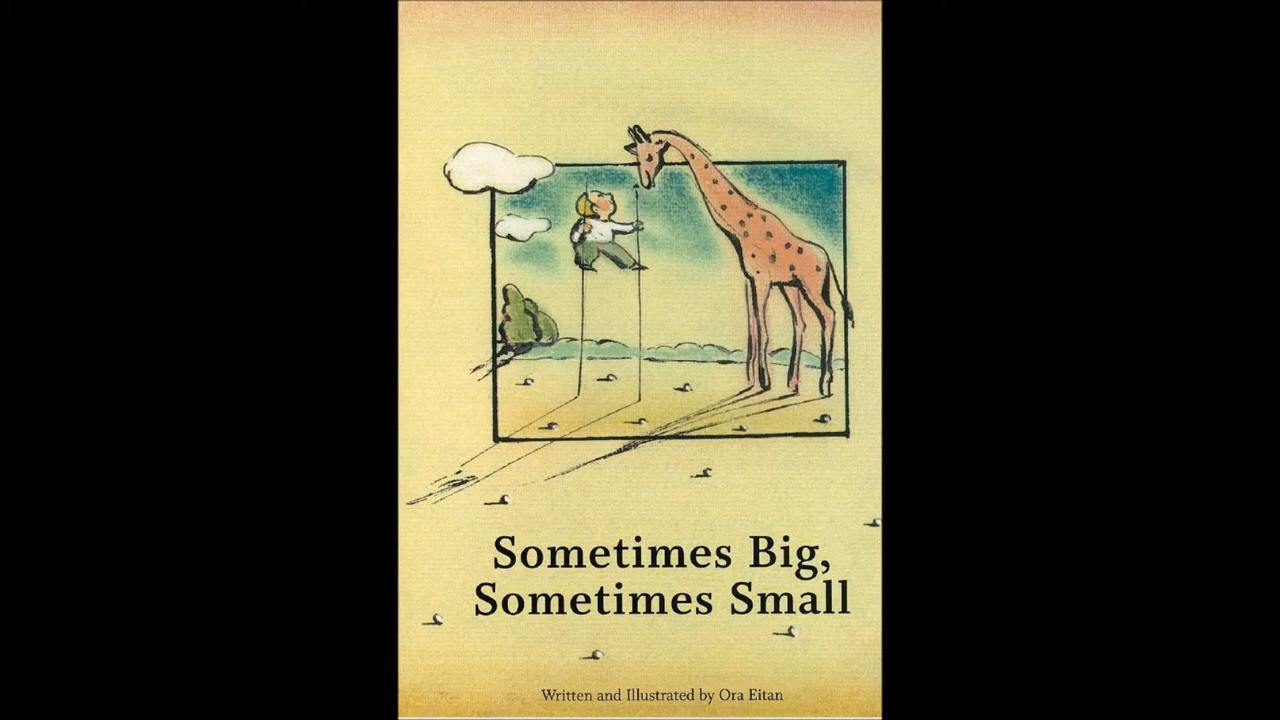 Sometimes Big,
Sometimes Small
Written and Illustrated by Ora Eitan